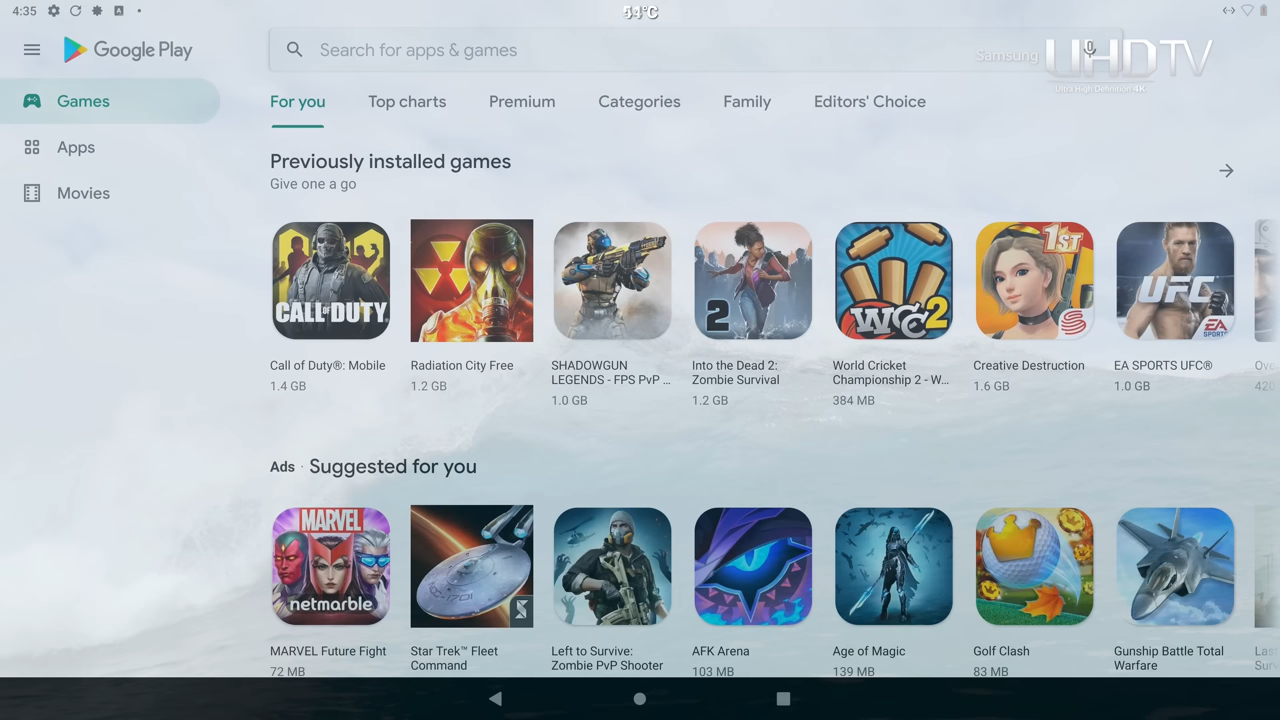 4:35
54°C
Google Play
Search for apps & games
Samsung UHDTV
Ultra High Definition 4K
Games
Apps
Movies
For you
Top charts
Premium
Categories
Family
Editors' Choice
Previously installed games
Give one a go
CALL OF DUTY
2
WCC2
1ST
UFC
EA SPORTS
Call of Duty®: Mobile
1.4 GB
Radiation City Free
1.2 GB
SHADOWGUN
LEGENDS - FPS PvP ...
1.0 GB
Into the Dead 2:
Zombie Survival
1.2 GB
World Cricket
Championship 2 - W...
384 MB
Creative Destruction
1.6 GB
EA SPORTS UFC®
1.0 GB
Ove
420
Ads · Suggested for you
MARVEL
netmarble
MARVEL Future Fight
72 MB
Star Trek™ Fleet
Command
Left to Survive:
Zombie PvP Shooter
AFK Arena
103 MB
Age of Magic
139 MB
Golf Clash
83 MB
Gunship Battle Total
Warfare
Las
Surv